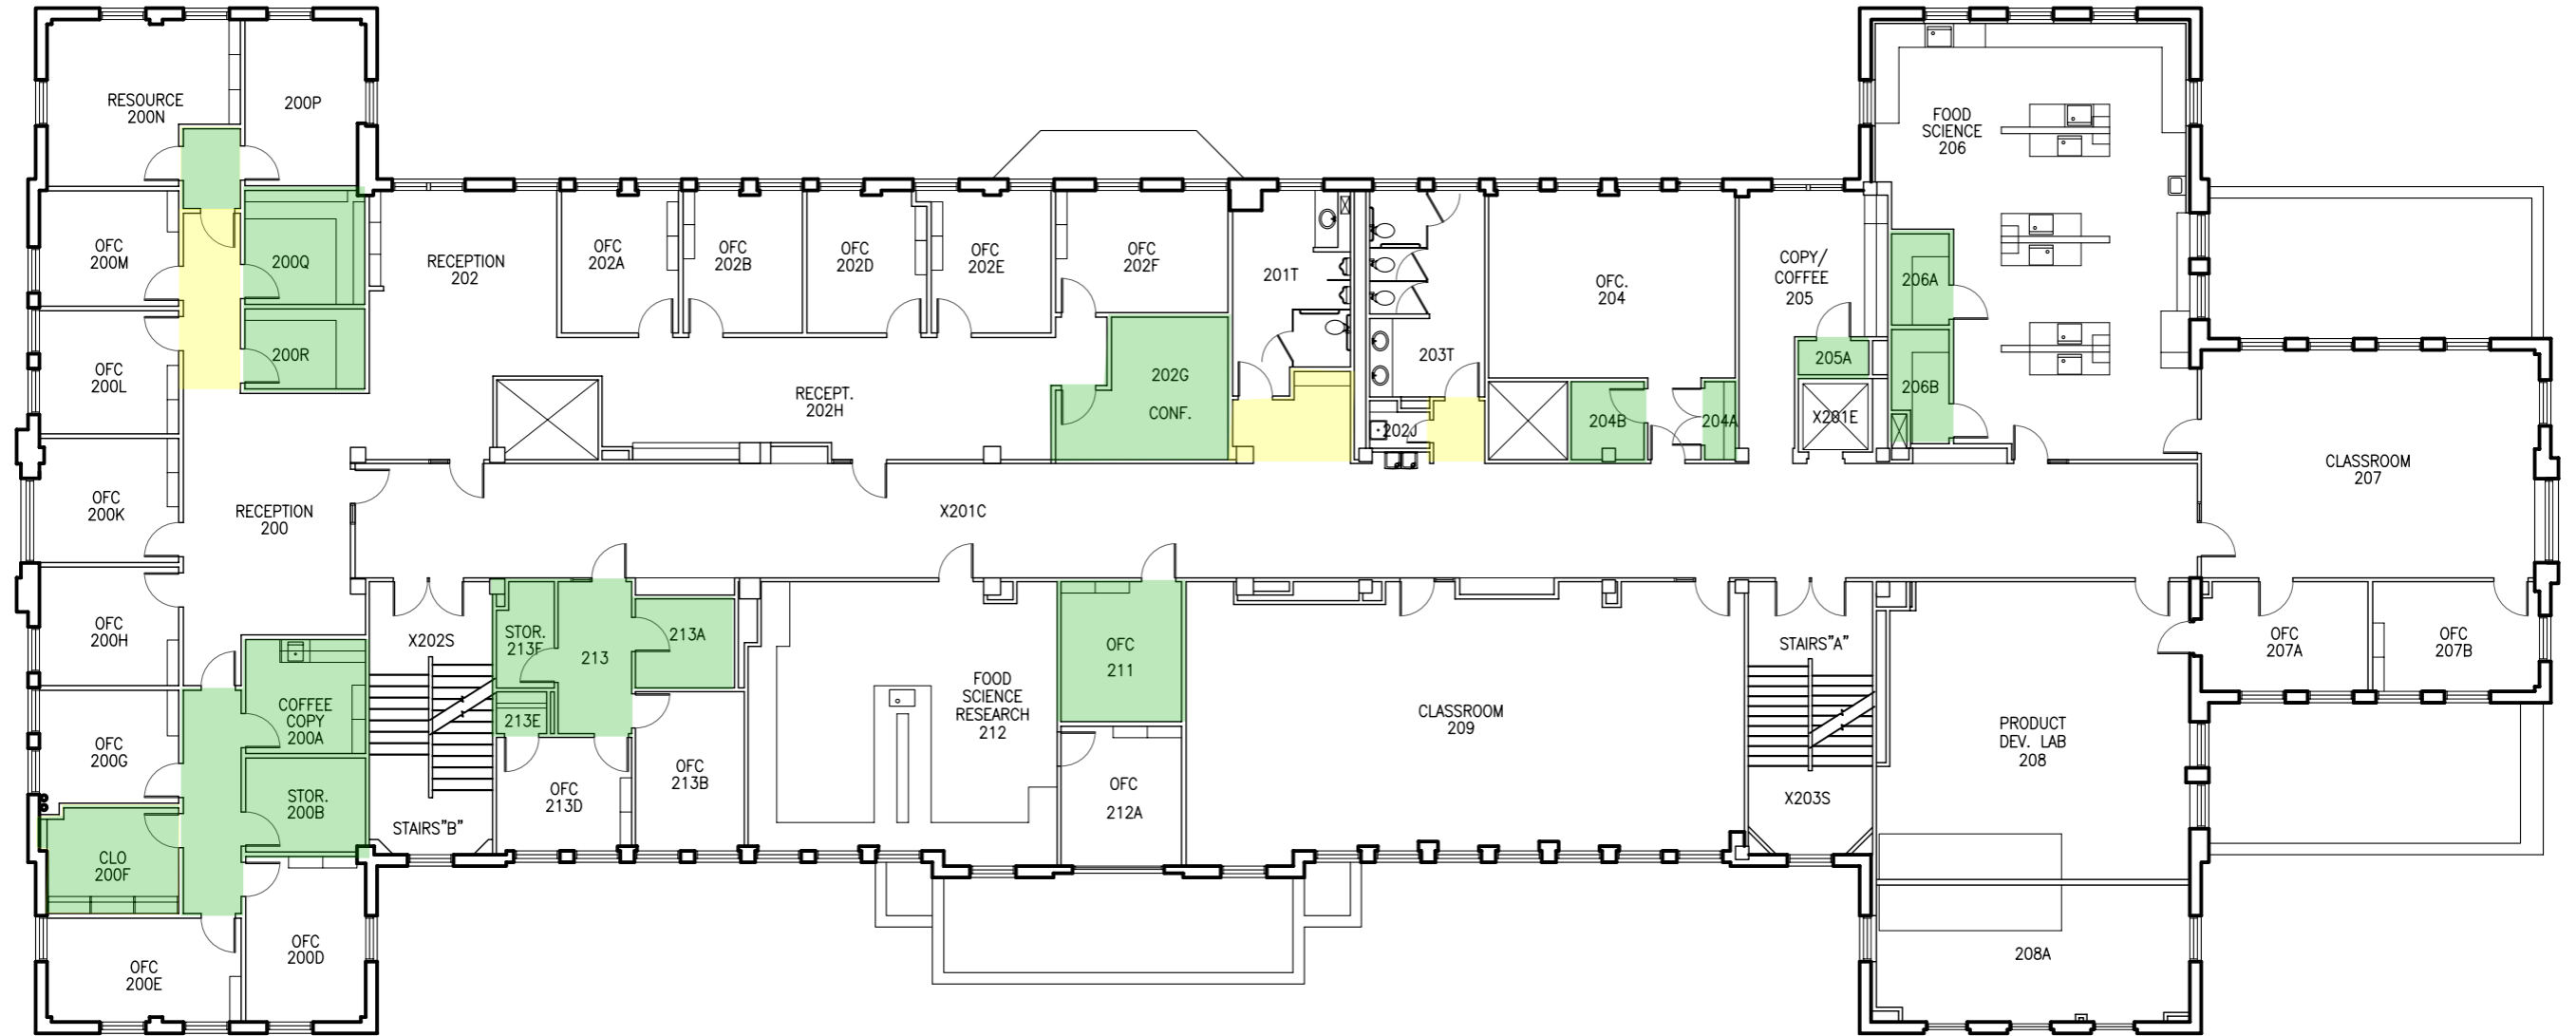 RESOURCE
200N
200P
OFC
200M
200Q
OFC
200L
200R
OFC
200K
RECEPTION
200
OFC
200H
OFC
200G
COFFEE
COPY
200A
STOR.
200B
CLO
200F
OFC
200E
OFC
200D
RECEPTION
202
OFC
202A
OFC
202B
OFC
202D
OFC
202E
OFC
202F
202G
CONF.
RECEPT.
202H
201T
203T
202J
OFC.
204
204B
204A
COPY/
COFFEE
205
205A
X201E
FOOD
SCIENCE
206
206A
206B
CLASSROOM
207
X201C
X202S
STAIRS"B"
STOR.
213F
213
213A
213E
OFC
213D
OFC
213B
FOOD
SCIENCE
RESEARCH
212
OFC
211
OFC
212A
CLASSROOM
209
STAIRS"A"
X203S
PRODUCT
DEV. LAB
208
208A
OFC
207A
OFC
207B